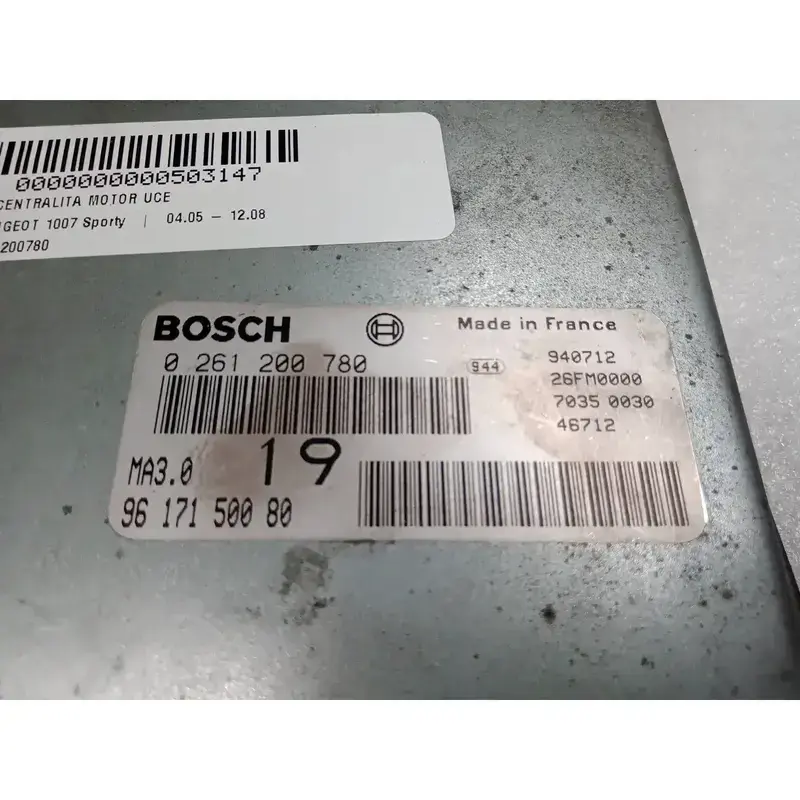 0000000000503147
CENTRALITA MOTOR UCE
1007 Sporty | 04.05 - 12.08
200780
BOSCH Made in France
0 261 200 780 944 940712
26FM0000
7035 0030
46712
MA3.0 19
96 171 500 80